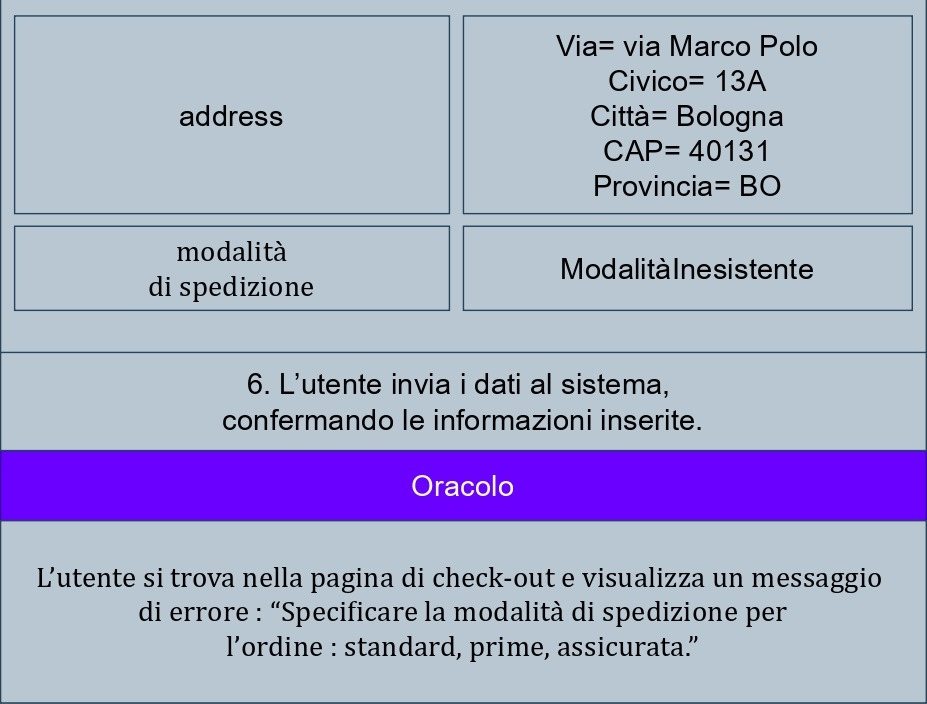 address
Via= via Marco Polo
Civico= 13A
Città= Bologna
CAP= 40131
Provincia= BO
modalità
di spedizione
ModalitàInesistente
6. L’utente invia i dati al sistema,
confermando le informazioni inserite.
Oracolo
L’utente si trova nella pagina di check-out e visualizza un messaggio
di errore : “Specificare la modalità di spedizione per
l’ordine : standard, prime, assicurata.”